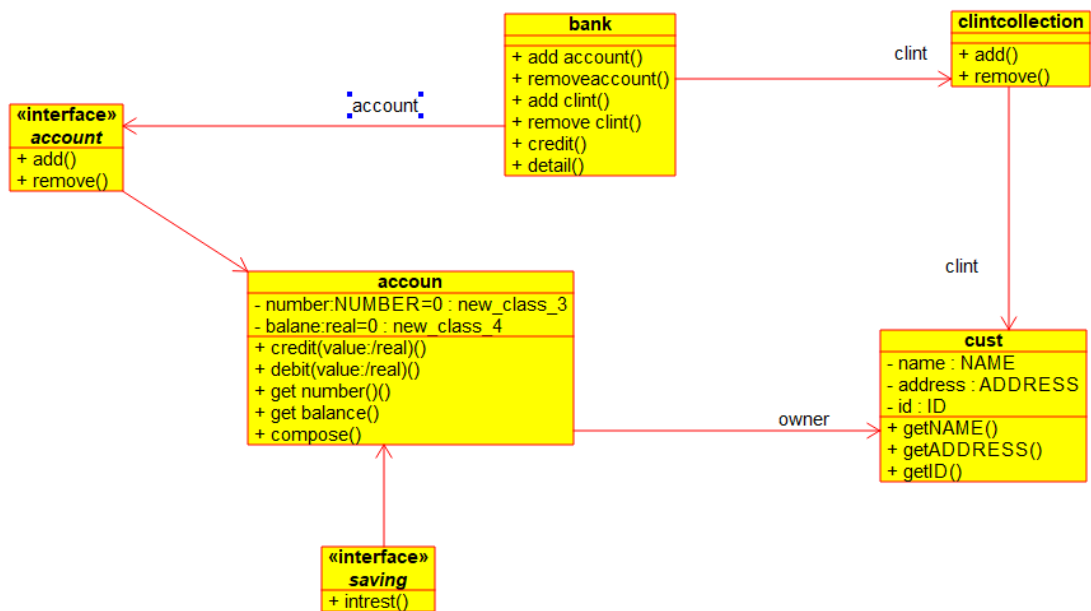 bank
+ add account()
+ removeaccount()
+ add clint()
+ remove clint()
+ credit()
+ detail()
clint
clintcollection
+ add()
+ remove()
account
«interface»
account
+ add()
+ remove()
clint
accoun
- number:NUMBER=0 : new_class_3
- balane:real=0 : new_class_4
+ credit(value:/real)()
+ debit(value:/real)()
+ get number()()
+ get balance()
+ compose()
owner
cust
- name : NAME
- address : ADDRESS
- id : ID
+ getNAME()
+ getADDRESS()
+ getID()
«interface»
saving
+ intrest()